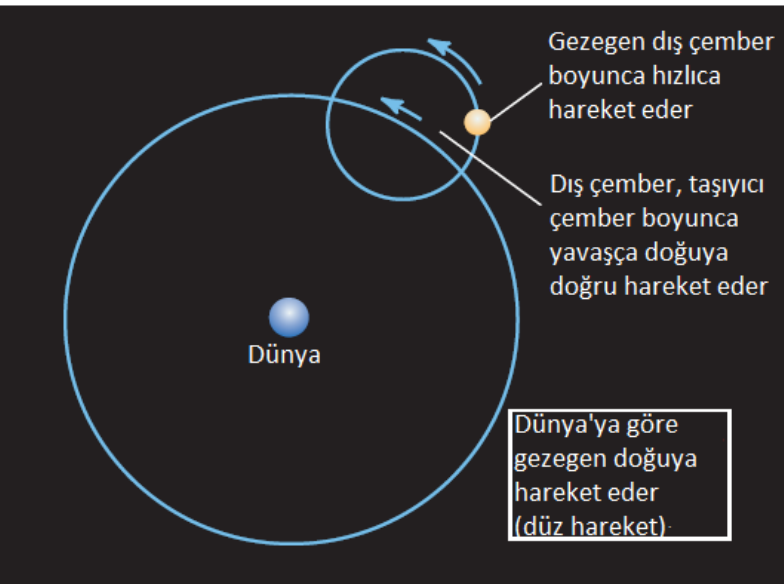 Gezegen dış çember
boyunca hızlıca
hareket eder
Dış çember, taşıyıcı
çember boyunca
yavaşça doğuya
doğru hareket eder
Dünya
Dünya'ya göre
gezegen doğuya
hareket eder
(düz hareket)